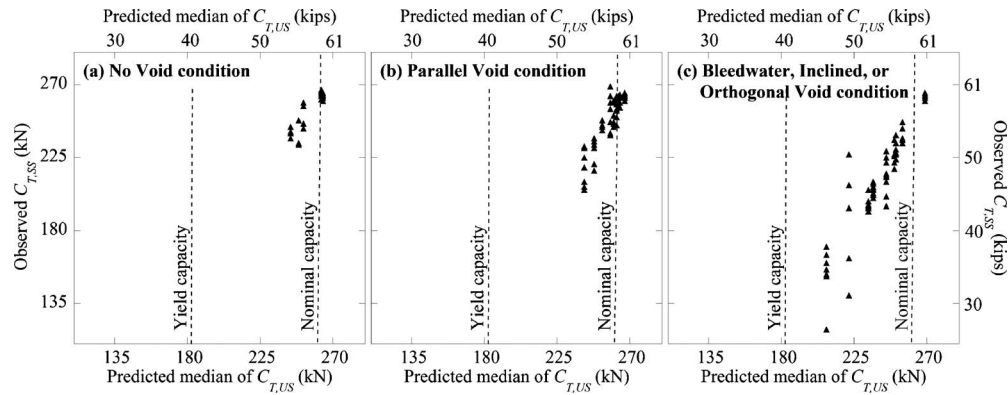 Predicted median of C_T,US (kips)
30 40 50 61
(a) No Void condition
Observed C_T,SS (kN)
270
225
180
135
Yield capacity
Nominal capacity
135 180 225 270
Predicted median of C_T,US (kN)
Predicted median of C_T,US (kips)
30 40 50 61
(b) Parallel Void condition
Yield capacity
Nominal capacity
135 180 225 270
Predicted median of C_T,US (kN)
Predicted median of C_T,US (kips)
30 40 50 61
(c) Bleedwater, Inclined, or
Orthogonal Void condition
Yield capacity
Nominal capacity
61
50
40
30
Observed C_T,SS (kips)
135 180 225 270
Predicted median of C_T,US (kN)